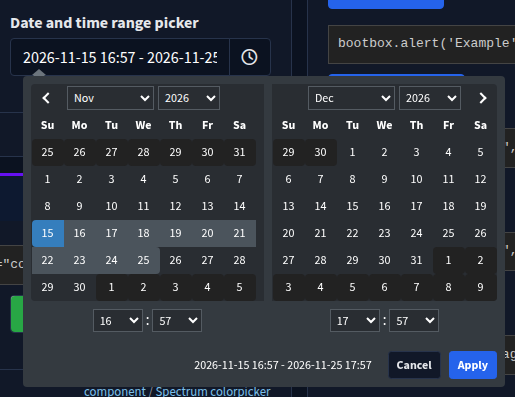 Date and time range picker
2026-11-15 16:57 - 2026-11-25
bootbox.alert('Example'
Nov 2026
Su Mo Tu We Th Fr Sa
25 26 27 28 29 30 31
1 2 3 4 5 6 7
8 9 10 11 12 13 14
15 16 17 18 19 20 21
22 23 24 25 26 27 28
29 30 1 2 3 4 5
16 : 57
Dec 2026
Su Mo Tu We Th Fr Sa
29 30 1 2 3 4 5
6 7 8 9 10 11 12
13 14 15 16 17 18 19
20 21 22 23 24 25 26
27 28 29 30 31 1 2
3 4 5 6 7 8 9
17 : 57
2026-11-15 16:57 - 2026-11-25 17:57
Cancel
Apply
component / Spectrum colorpicker